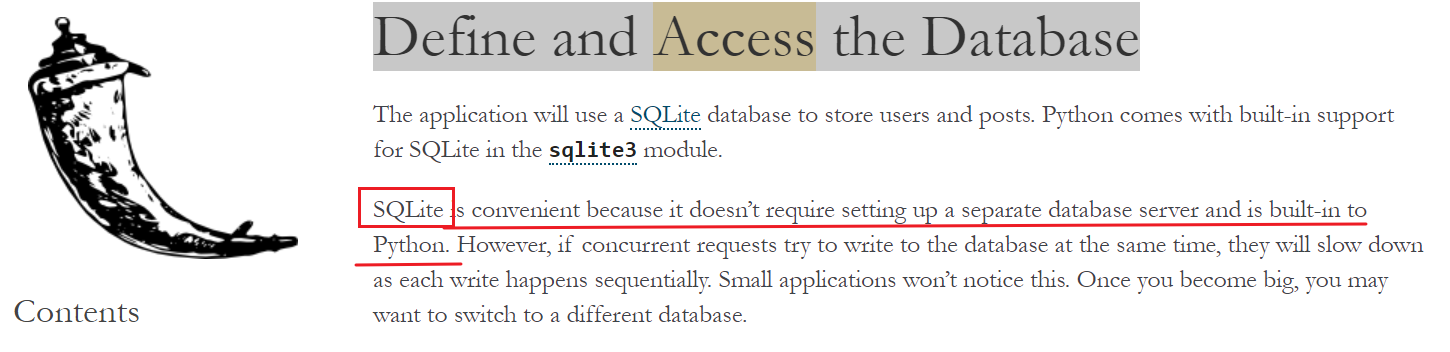 Define and Access the Database
The application will use a SQLite database to store users and posts. Python comes with built-in support
for SQLite in the sqlite3 module.
SQLite is convenient because it doesn’t require setting up a separate database server and is built-in to
Python. However, if concurrent requests try to write to the database at the same time, they will slow down
as each write happens sequentially. Small applications won’t notice this. Once you become big, you may
want to switch to a different database.
Contents